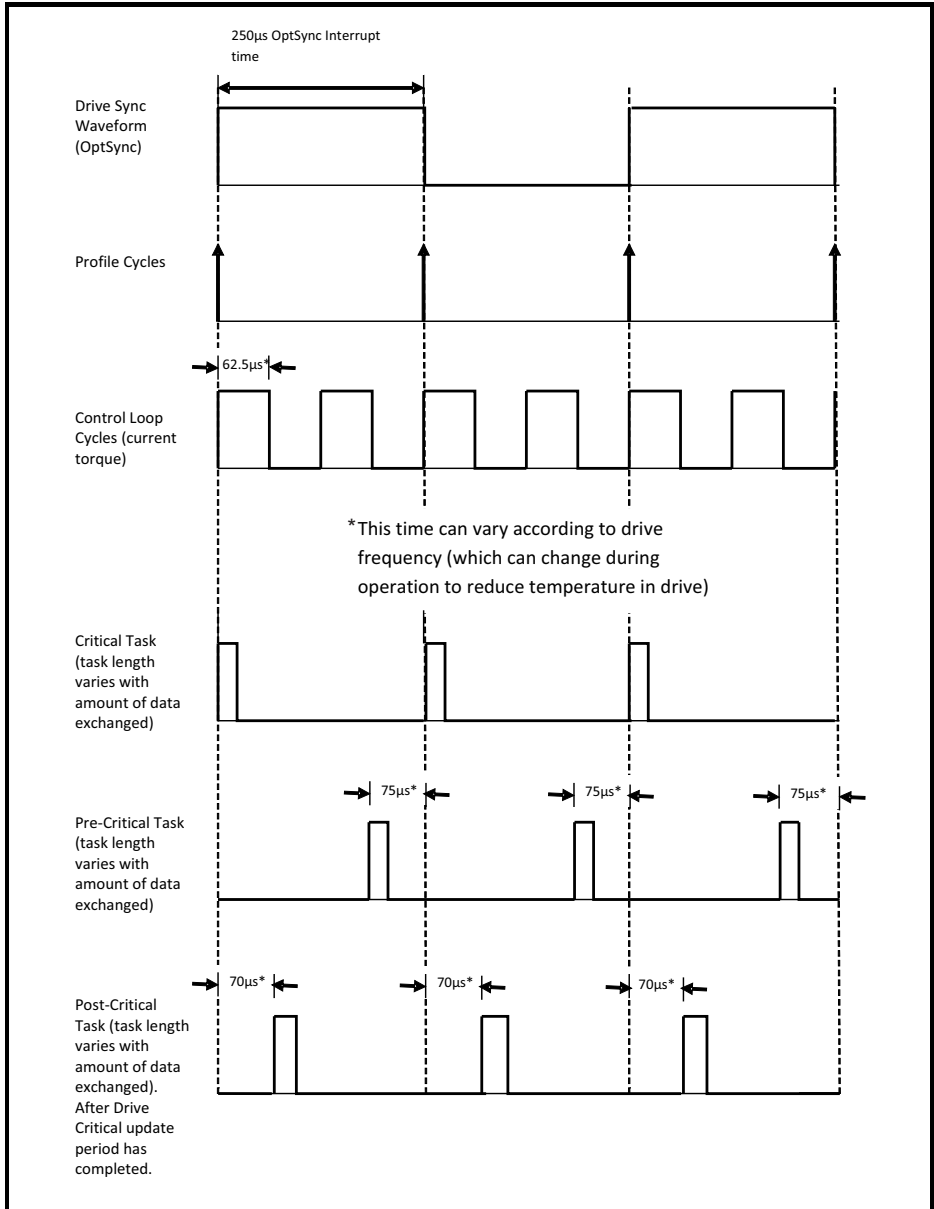 250µs OptSync Interrupt
time
Drive Sync
Waveform
(OptSync)
Profile Cycles
62.5µs*
Control Loop
Cycles (current
torque)
*This time can vary according to drive
frequency (which can change during
operation to reduce temperature in drive)
Critical Task
(task length
varies with
amount of data
exchanged)
75µs*
75µs*
75µs*
Pre-Critical Task
(task length
varies with
amount of data
exchanged)
70µs*
70µs*
70µs*
Post-Critical
Task (task length
varies with
amount of data
exchanged).
After Drive
Critical update
period has
completed.